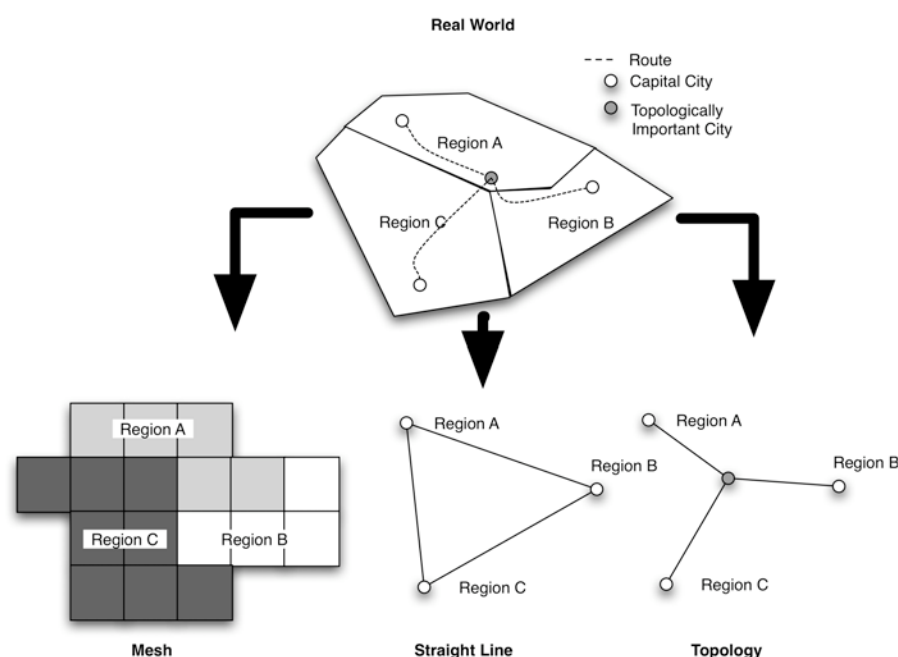 Real World
Route
Capital City
Topologically
Important City
Region A
Region C
Region B
Region A
Region C
Region B
Mesh
Region A
Region B
Region C
Straight Line
Region A
Region B
Region C
Topology